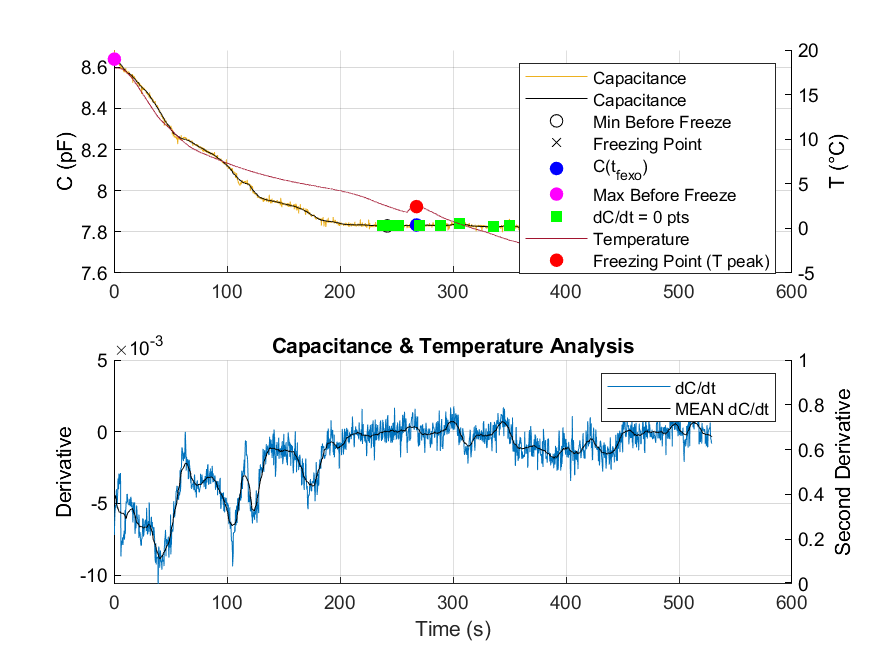 8.6
8.4
8.2
8
7.8
7.6
C (pF)
20
15
10
5
0
-5
T (°C)
Capacitance
Capacitance
Min Before Freeze
Freezing Point
C(t_fexo)
Max Before Freeze
dC/dt = 0 pts
Temperature
Freezing Point (T peak)
0 100 200 300 400 500 600
×10^-3
Capacitance & Temperature Analysis
5
0
-5
-10
Derivative
dC/dt
MEAN dC/dt
1
0.8
0.6
0.4
0.2
0
Second Derivative
0 100 200 300 400 500 600
Time (s)